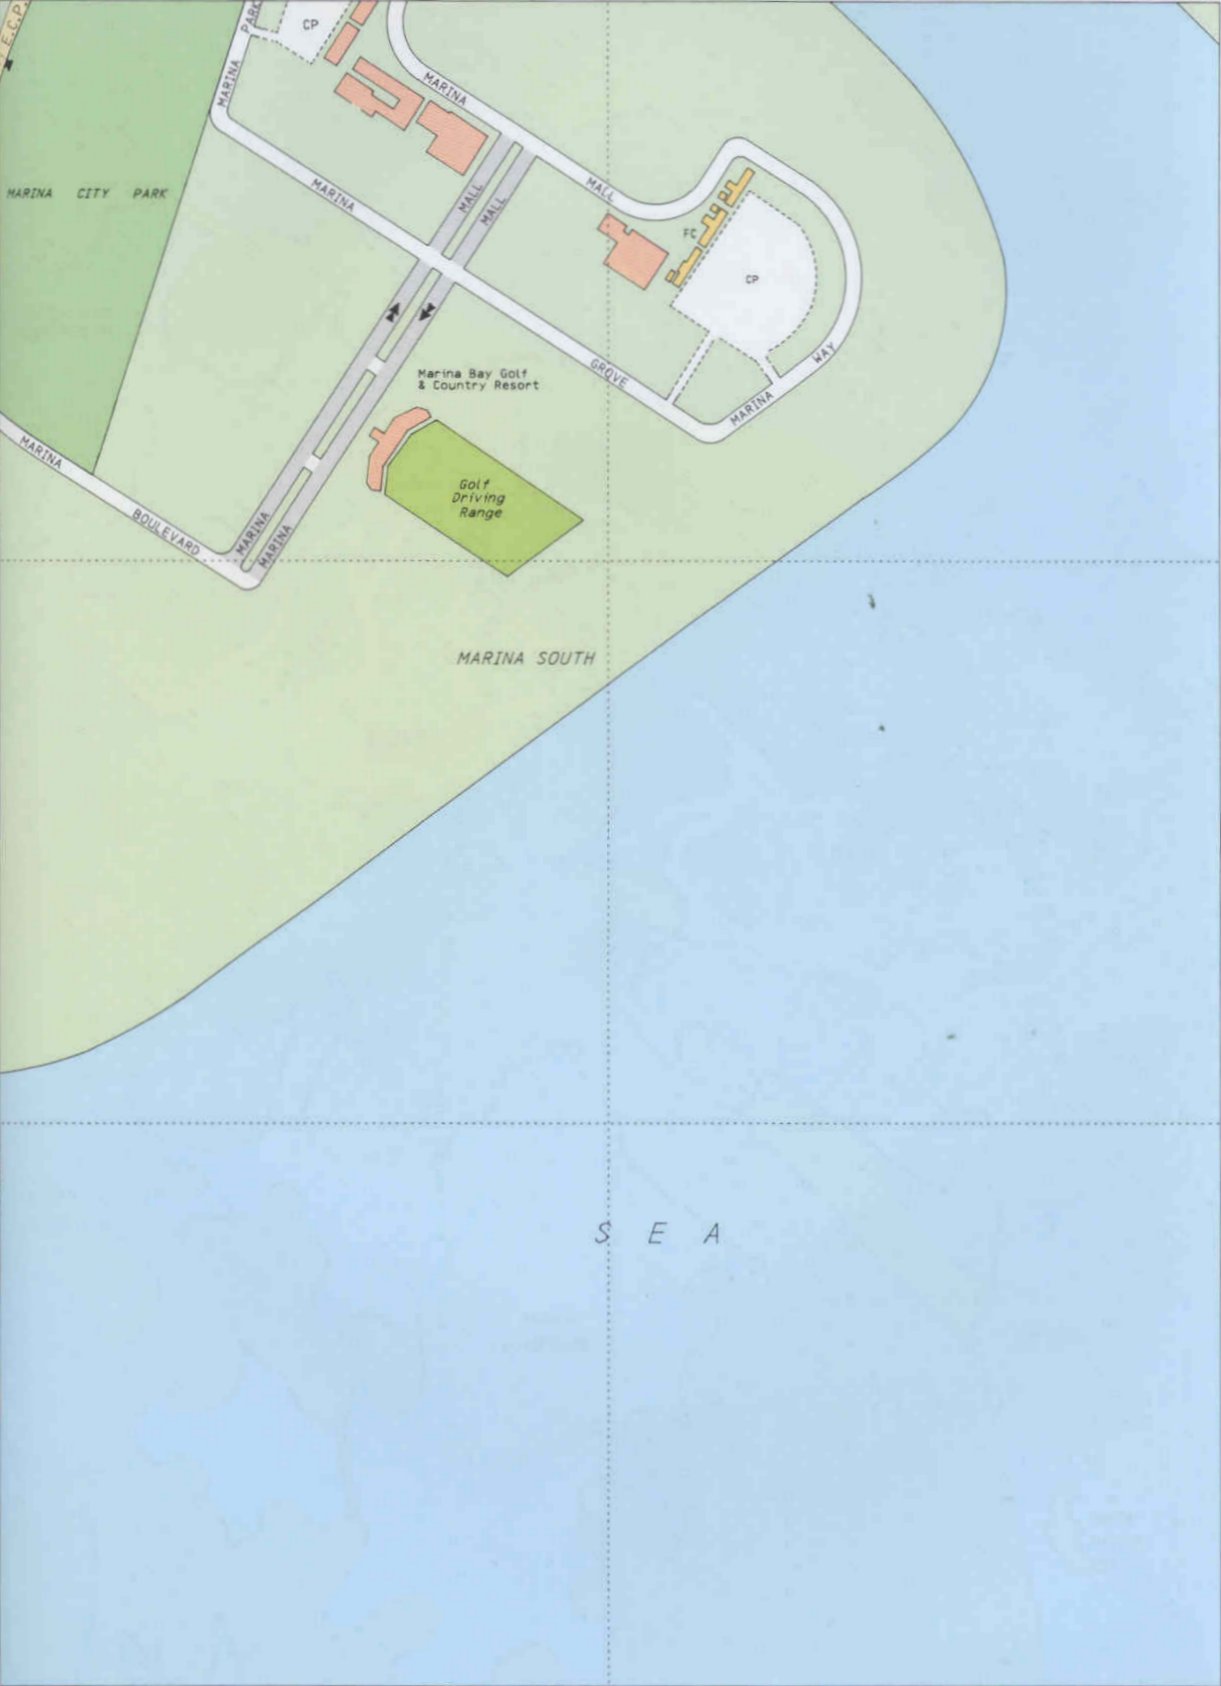 E.C.P.
PARK
CP
MARINA
MARINA
MARINA CITY PARK
MARINA
MALL
MALL
MALL
FC
CP
Marina Bay Golf
& Country Resort
GROVE
WAY
MARINA
MARINA
Golf
Driving
Range
BOULEVARD
MARINA
MARINA
MARINA SOUTH
SEA